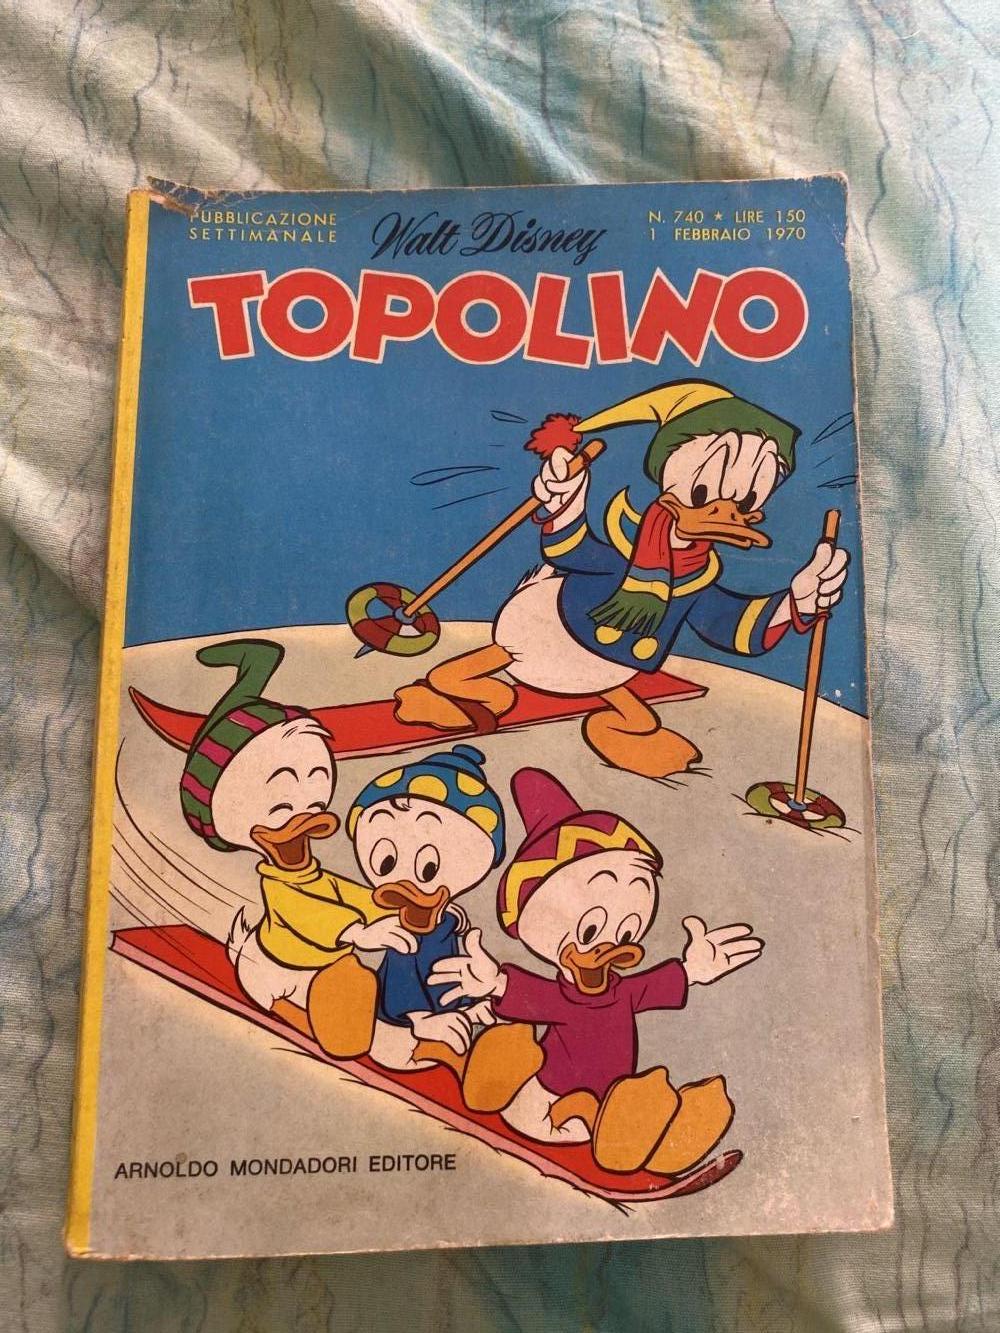 PUBBLICAZIONE
SETTIMANALE
Walt Disney
N. 740 ★ LIRE 150
1 FEBBRAIO 1970
TOPOLINO
ARNOLDO MONDADORI EDITORE